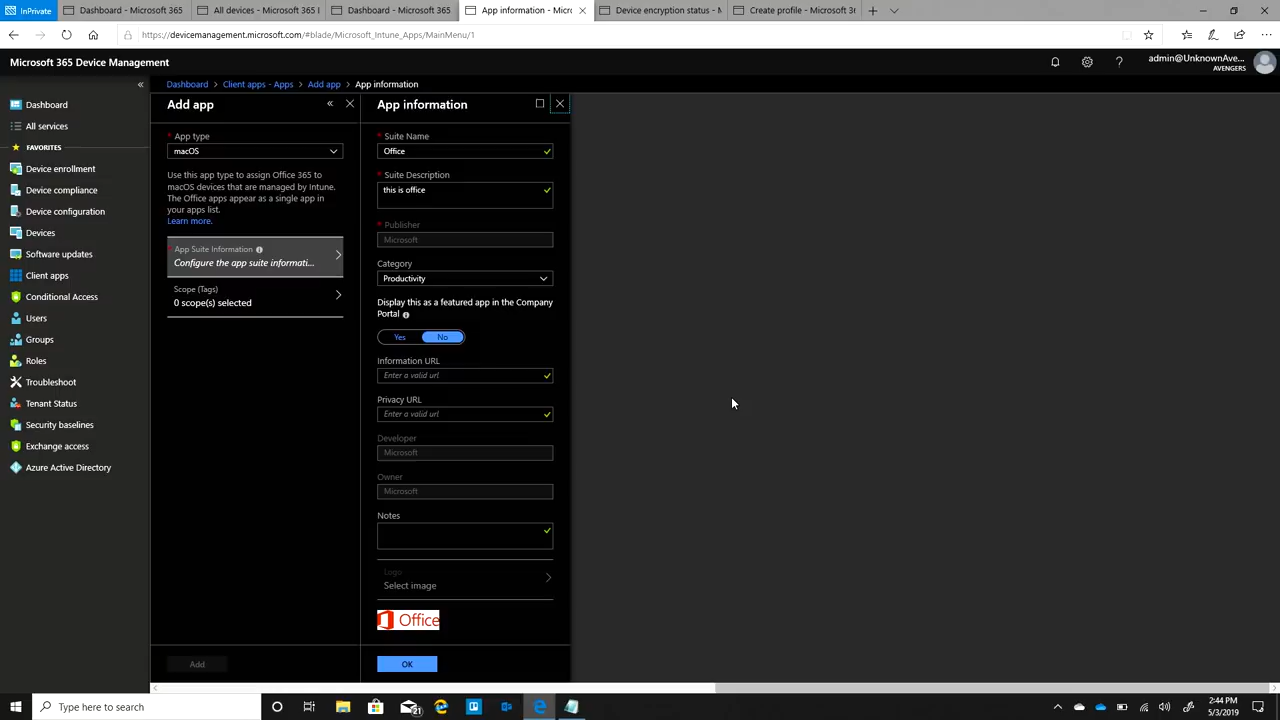 InPrivate
Dashboard - Microsoft 365
All devices - Microsoft 365 
Dashboard - Microsoft 365
App information - Micros
Device encryption status - M
Create profile - Microsoft 36
https://devicemanagement.microsoft.com/#blade/Microsoft_Intune_Apps/MainMenu/1
Microsoft 365 Device Management
admin@UnknownAve...
AVENGERS
Dashboard > Client apps - Apps > Add app > App information
Dashboard
All services
FAVORITES
Device enrollment
Device compliance
Device configuration
Devices
Software updates
Client apps
Conditional Access
Users
Groups
Roles
Troubleshoot
Tenant Status
Security baselines
Exchange access
Azure Active Directory
Add app
* App type
macOS
Use this app type to assign Office 365 to
macOS devices that are managed by Intune.
The Office apps appear as a single app in
your apps list.
Learn more.
* App Suite Information
Configure the app suite informati...
Scope (Tags)
0 scope(s) selected
Add
App information
* Suite Name
Office
* Suite Description
this is office
* Publisher
Microsoft
Category
Productivity
Display this as a featured app in the Company
Portal
Yes No
Information URL
Enter a valid url
Privacy URL
Enter a valid url
Developer
Microsoft
Owner
Microsoft
Notes
Logo
Select image
Office
OK
Type here to search
21
2:44 PM
5/3/2019